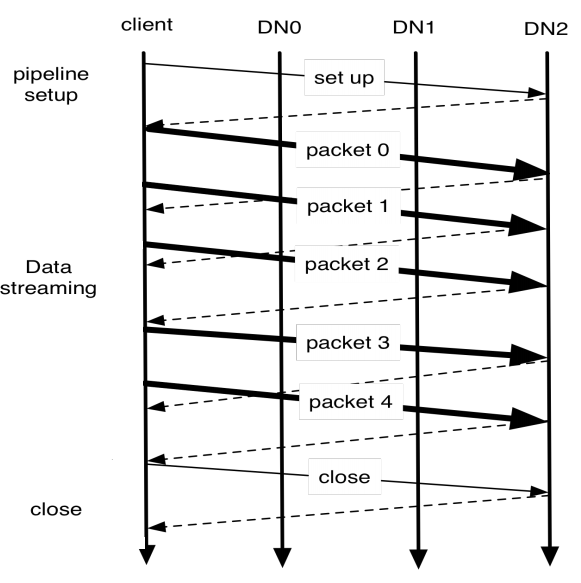 client DN0 DN1 DN2
pipeline
setup
set up
packet 0
packet 1
Data
streaming
packet 2
packet 3
packet 4
close
close